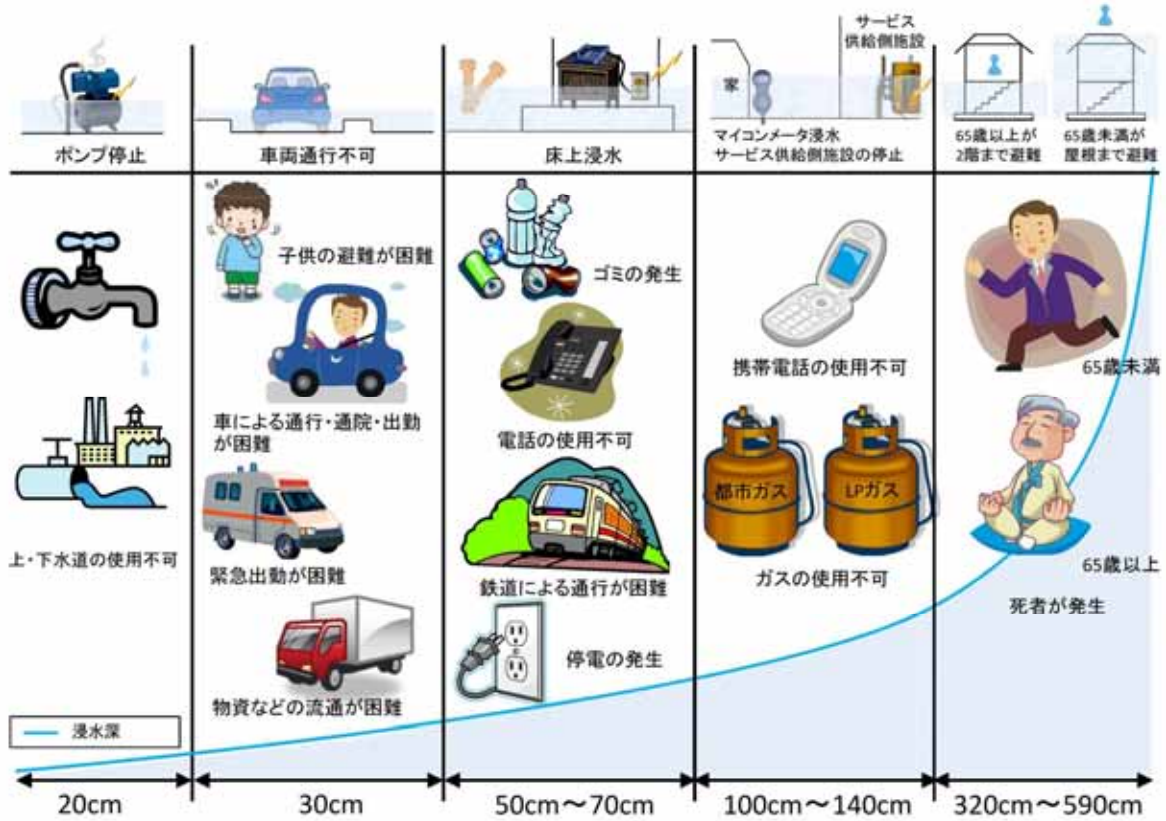 サービス
供給側施設
家
ポンプ停止
車両通行不可
床上浸水
マイコンメータ浸水
サービス供給側施設の停止
65歳以上が
2階まで避難
65歳未満が
屋根まで避難
上・下水道の使用不可
子供の避難が困難
車による通行・通院・出勤
が困難
緊急出動が困難
物資などの流通が困難
ゴミの発生
電話の使用不可
鉄道による通行が困難
停電の発生
携帯電話の使用不可
都市ガス
LPガス
ガスの使用不可
65歳未満
65歳以上
死者が発生
浸水深
20cm
30cm
50cm～70cm
100cm～140cm
320cm～590cm